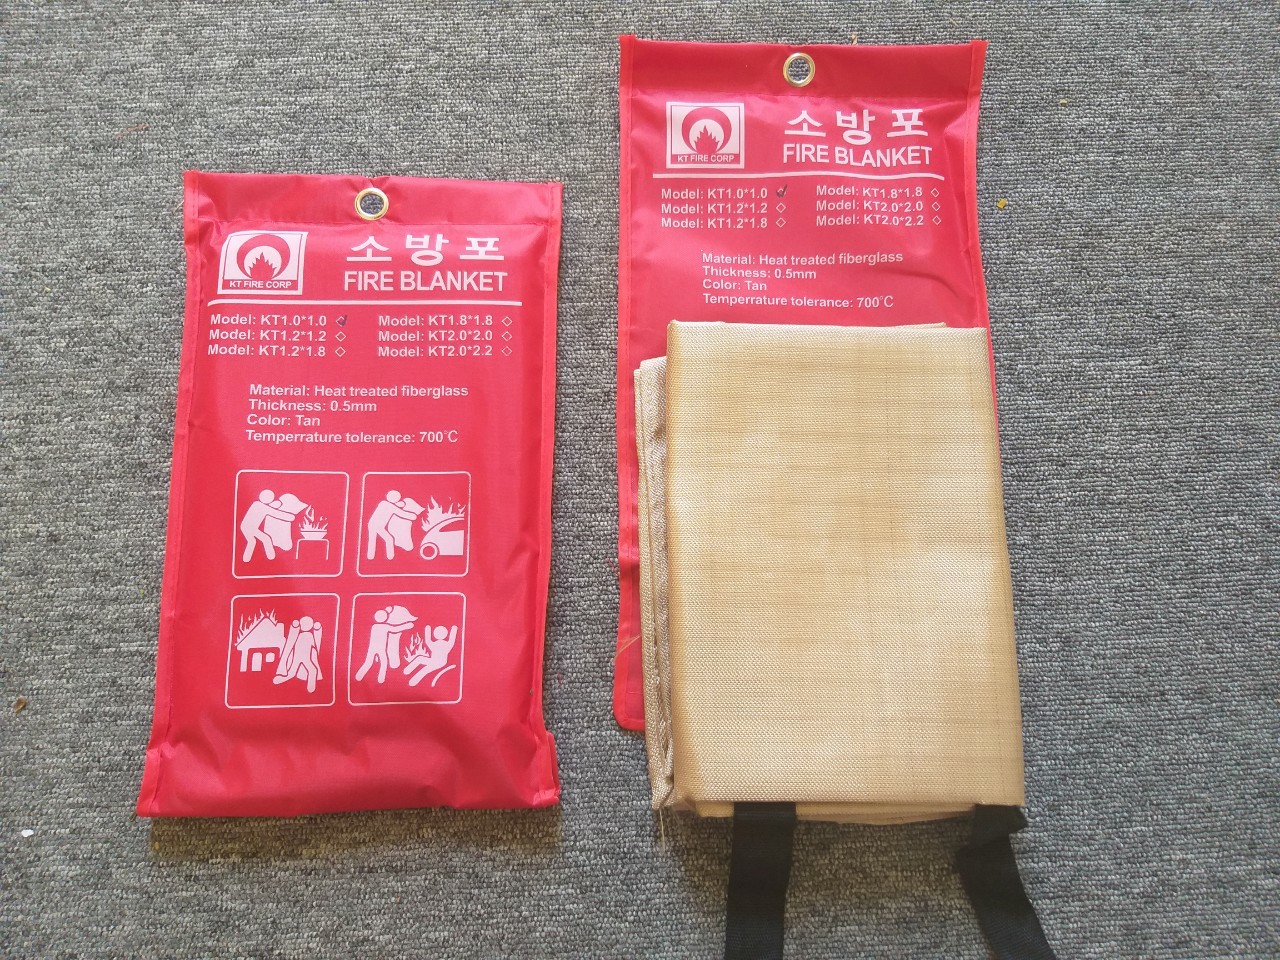 KT FIRE CORP
소방포
FIRE BLANKET
Model: KT1.0*1.0 Model: KT1.8*1.8
Model: KT1.2*1.2 Model: KT2.0*2.0
Model: KT1.2*1.8 Model: KT2.0*2.2
Material: Heat treated fiberglass
Thickness: 0.5mm
Color: Tan
Temperrature tolerance: 700℃
KT FIRE CORP
소방포
FIRE BLANKET
Model: KT1.0*1.0 Model: KT1.8*1.8
Model: KT1.2*1.2 Model: KT2.0*2.0
Model: KT1.2*1.8 Model: KT2.0*2.2
Material: Heat treated fiberglass
Thickness: 0.5mm
Color: Tan
Temperrature tolerance: 700℃